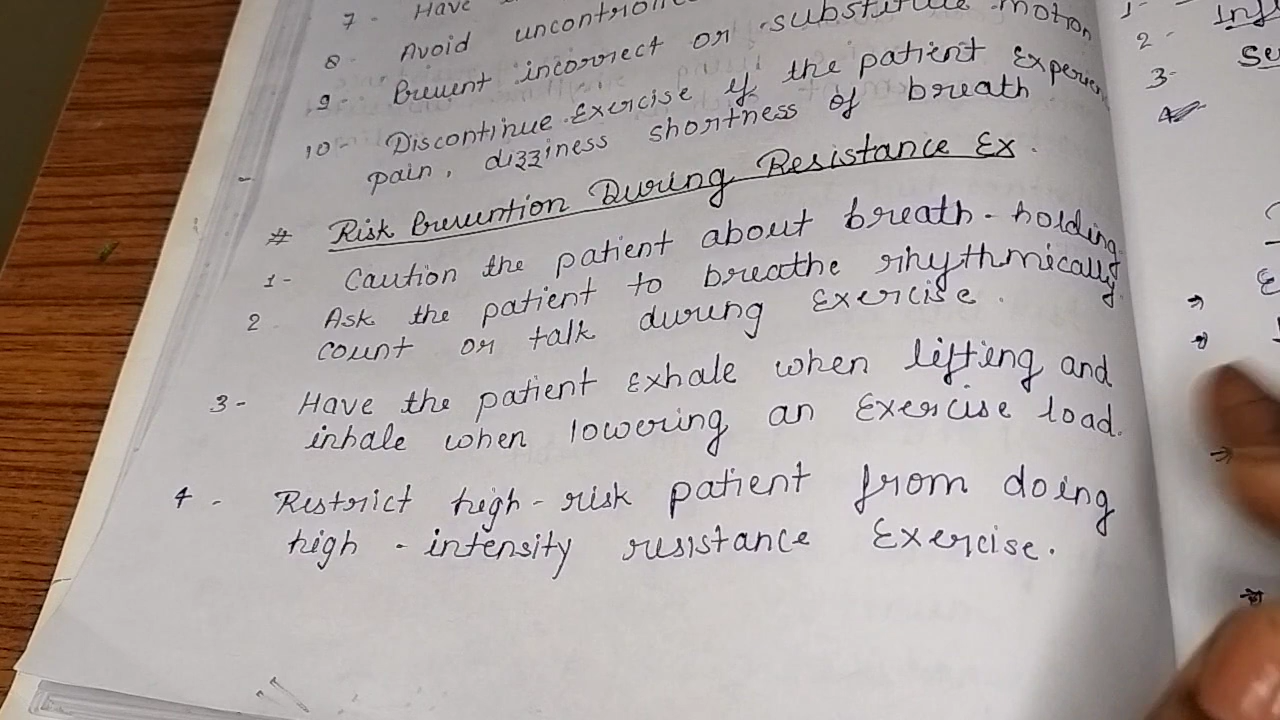 7- Have
8- Avoid
9- Prevent incorrect or substitute motion
10- Discontinue Exercise if the patient
pain, dizziness shortness of breath
# Risk Prevention During Resistance Ex.
1- Caution the patient about breath-holding
2 Ask the patient to breathe rhythmically
count or talk during Exercise.
3- Have the patient Exhale when lifting and
inhale when lowering an Exercise load.
4- Restrict high-risk patient from doing
high-intensity resistance Exercise.
1-
2-
3-